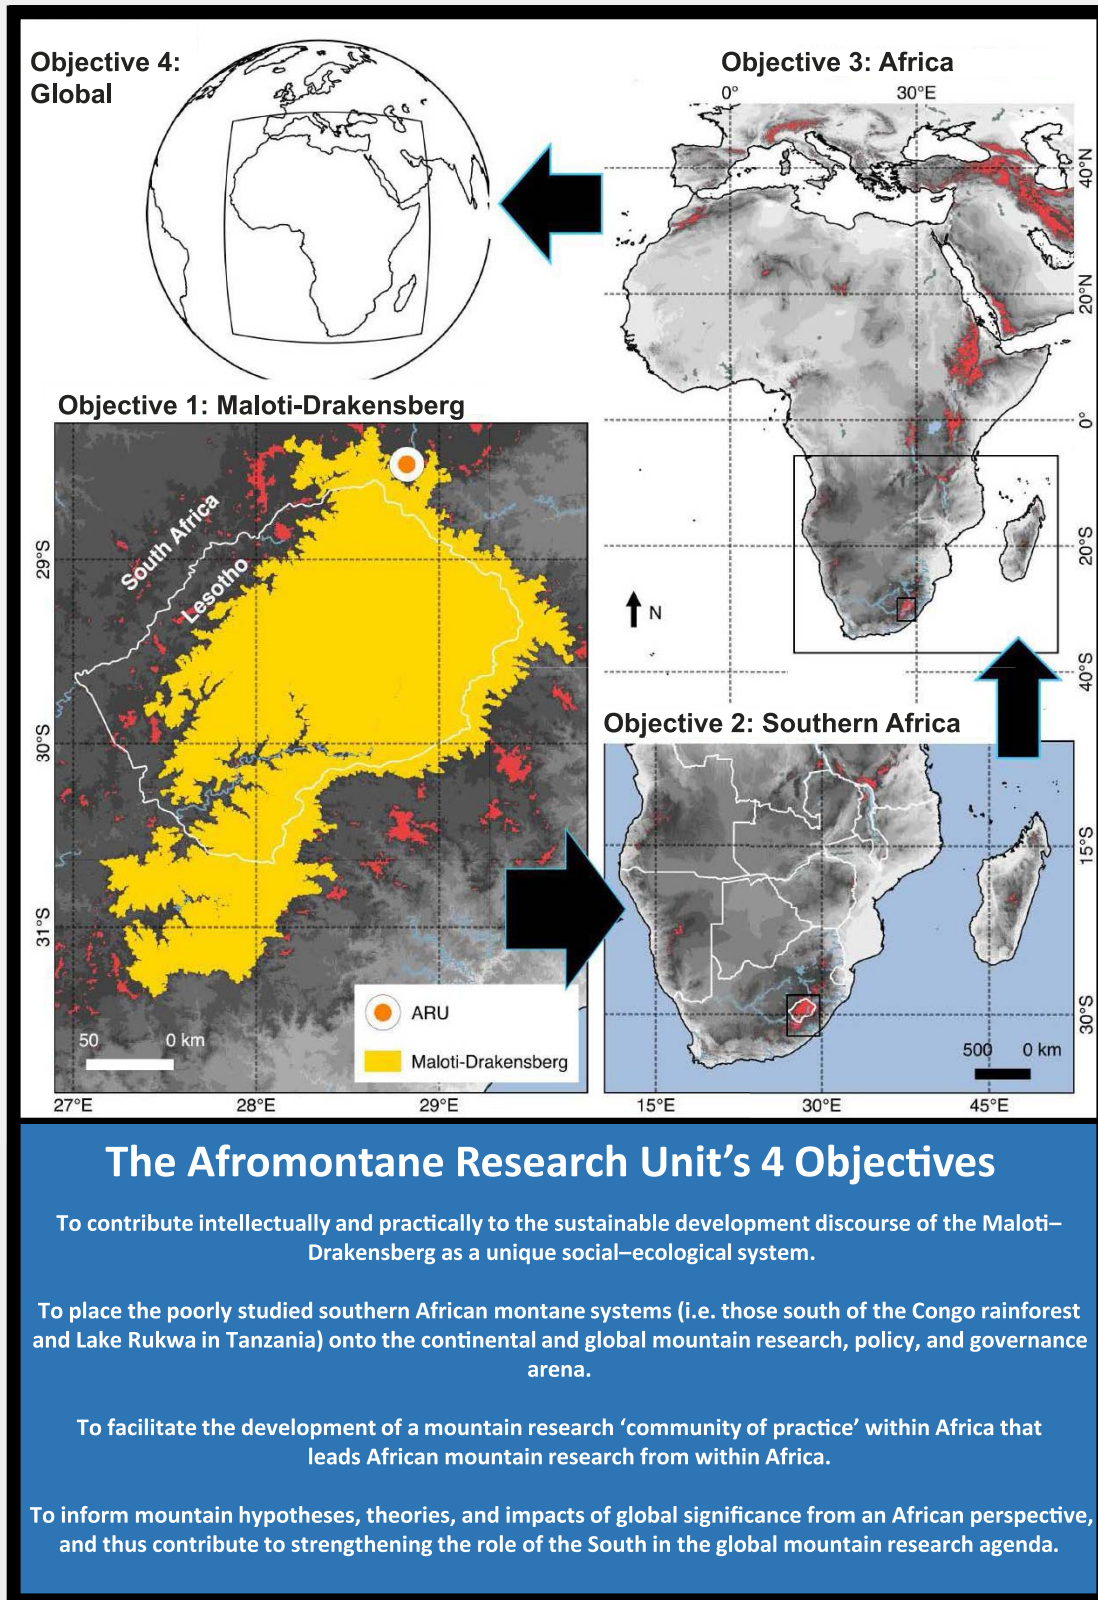 Objective 4:
Global
Objective 3: Africa
0°
30°E
40°N
20°N
0°
20°S
40°S
N
Objective 1: Maloti-Drakensberg
South Africa
Lesotho
29°S
30°S
31°S
50 0 km
ARU
Maloti-Drakensberg
27°E
28°E
29°E
Objective 2: Southern Africa
15°S
30°S
500 0 km
15°E
30°E
45°E
The Afromontane Research Unit's 4 Objectives
To contribute intellectually and practically to the sustainable development discourse of the Maloti–
Drakensberg as a unique social–ecological system.
To place the poorly studied southern African montane systems (i.e. those south of the Congo rainforest
and Lake Rukwa in Tanzania) onto the continental and global mountain research, policy, and governance
arena.
To facilitate the development of a mountain research ‘community of practice’ within Africa that
leads African mountain research from within Africa.
To inform mountain hypotheses, theories, and impacts of global significance from an African perspective,
and thus contribute to strengthening the role of the South in the global mountain research agenda.